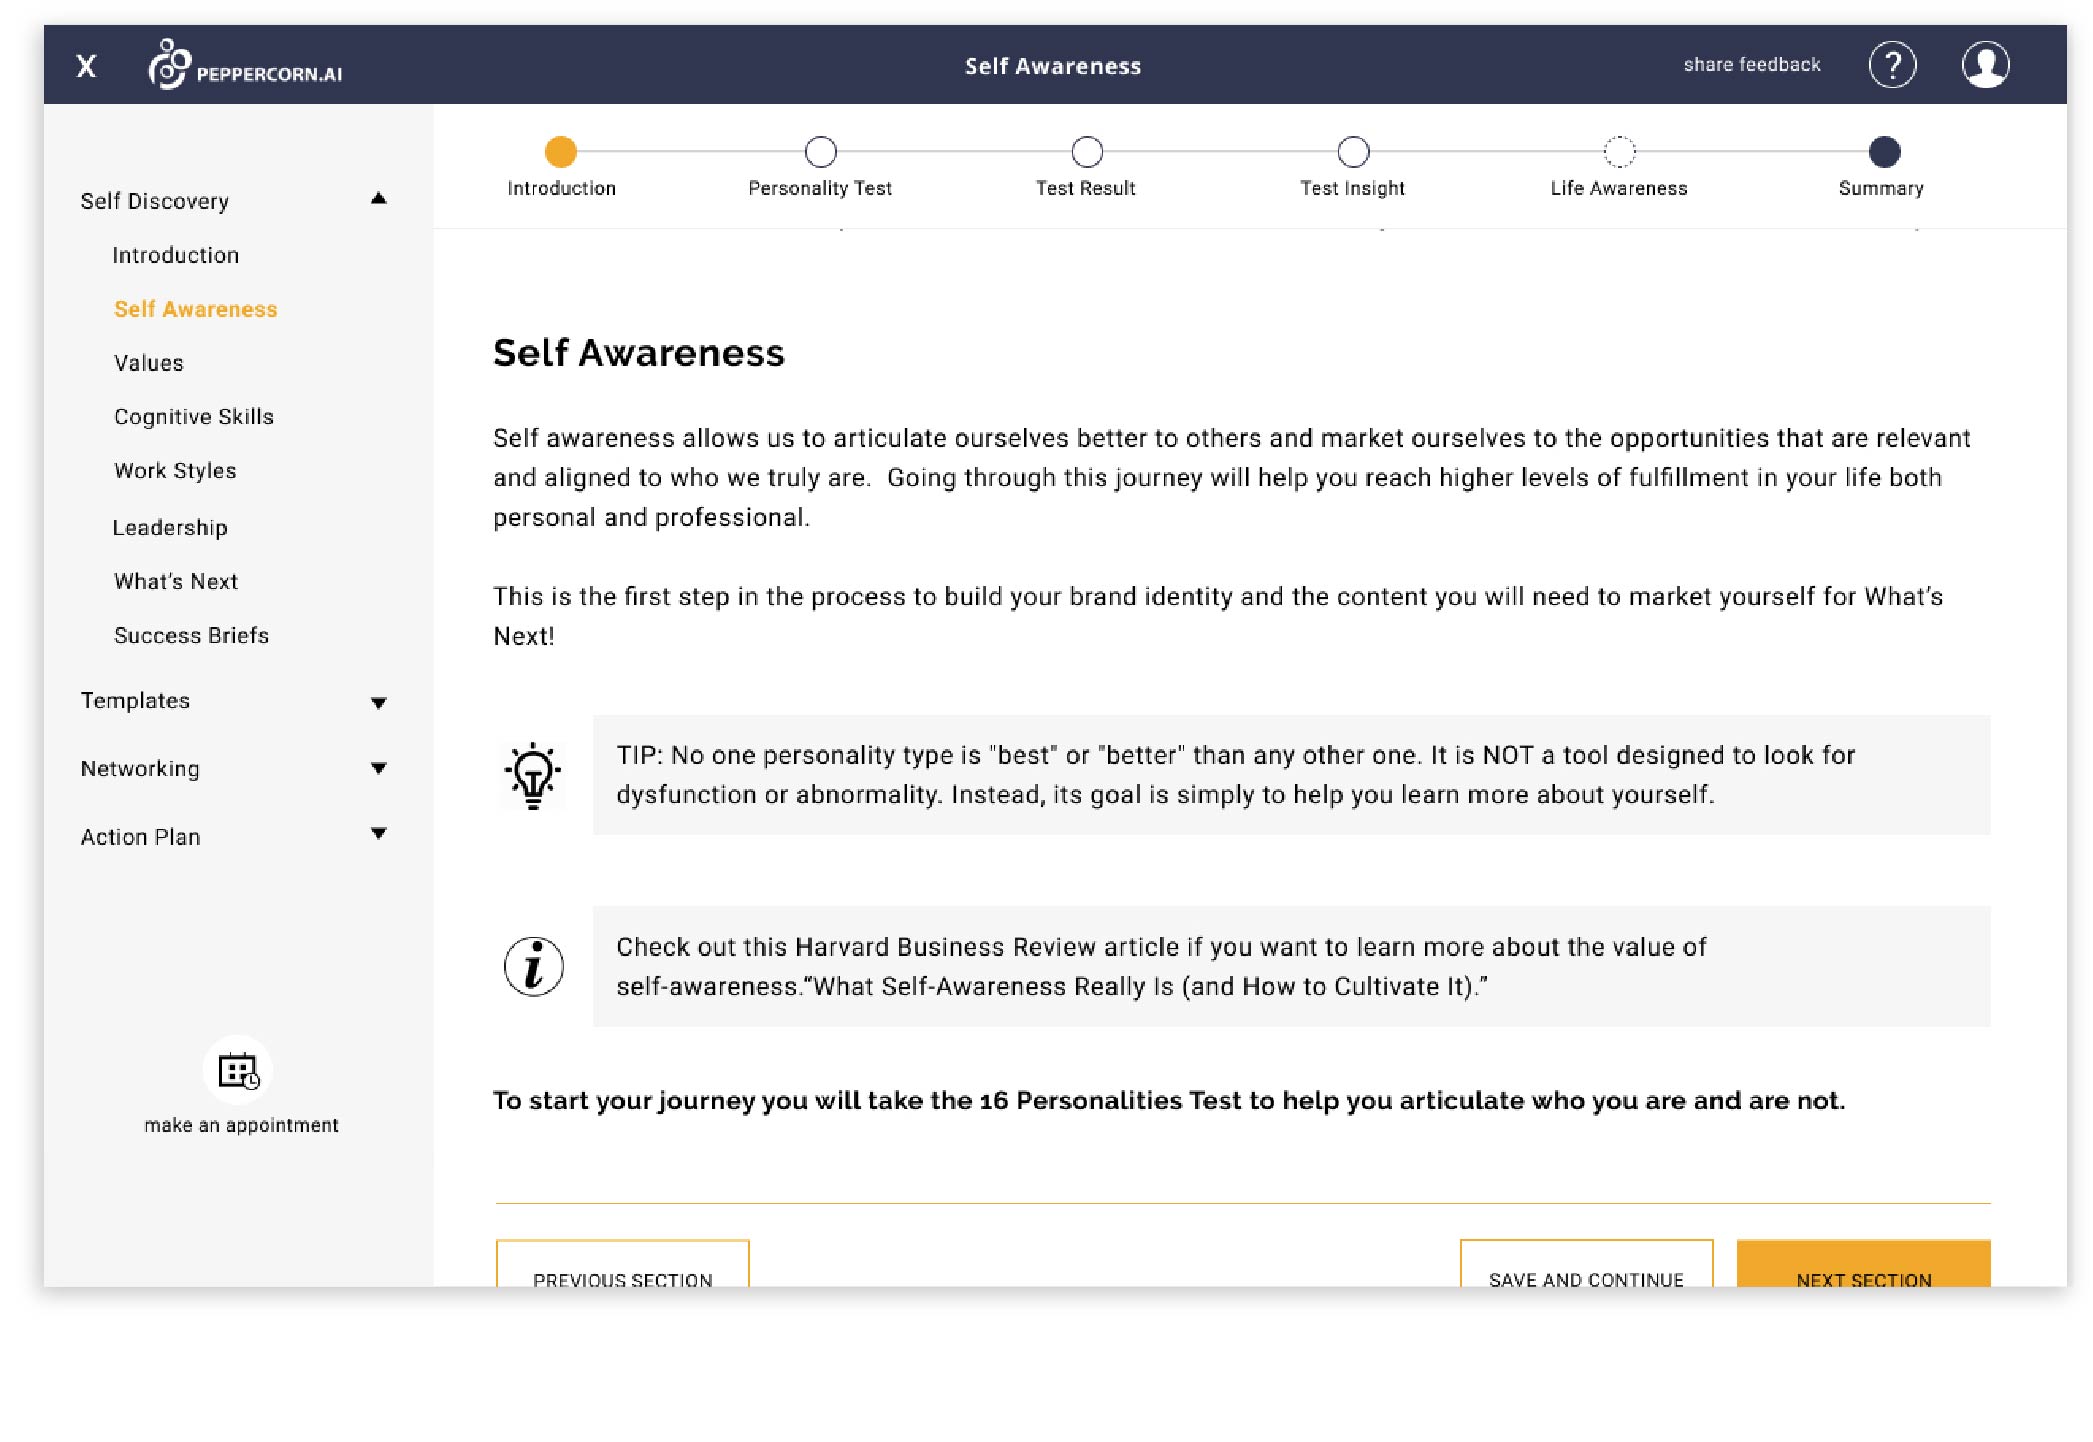 X PEPPERCORN.AI Self Awareness share feedback ?
Introduction Personality Test Test Result Test Insight Life Awareness Summary
Self Discovery
Introduction
Self Awareness
Values
Cognitive Skills
Work Styles
Leadership
What's Next
Success Briefs
Templates
Networking
Action Plan
make an appointment
Self Awareness
Self awareness allows us to articulate ourselves better to others and market ourselves to the opportunities that are relevant
and aligned to who we truly are.  Going through this journey will help you reach higher levels of fulfillment in your life both
personal and professional.
This is the first step in the process to build your brand identity and the content you will need to market yourself for What's
Next!
TIP: No one personality type is "best" or "better" than any other one. It is NOT a tool designed to look for
dysfunction or abnormality. Instead, its goal is simply to help you learn more about yourself.
i
Check out this Harvard Business Review article if you want to learn more about the value of
self-awareness.“What Self-Awareness Really Is (and How to Cultivate It).”
To start your journey you will take the 16 Personalities Test to help you articulate who you are and are not.
PREVIOUS SECTION SAVE AND CONTINUE NEXT SECTION